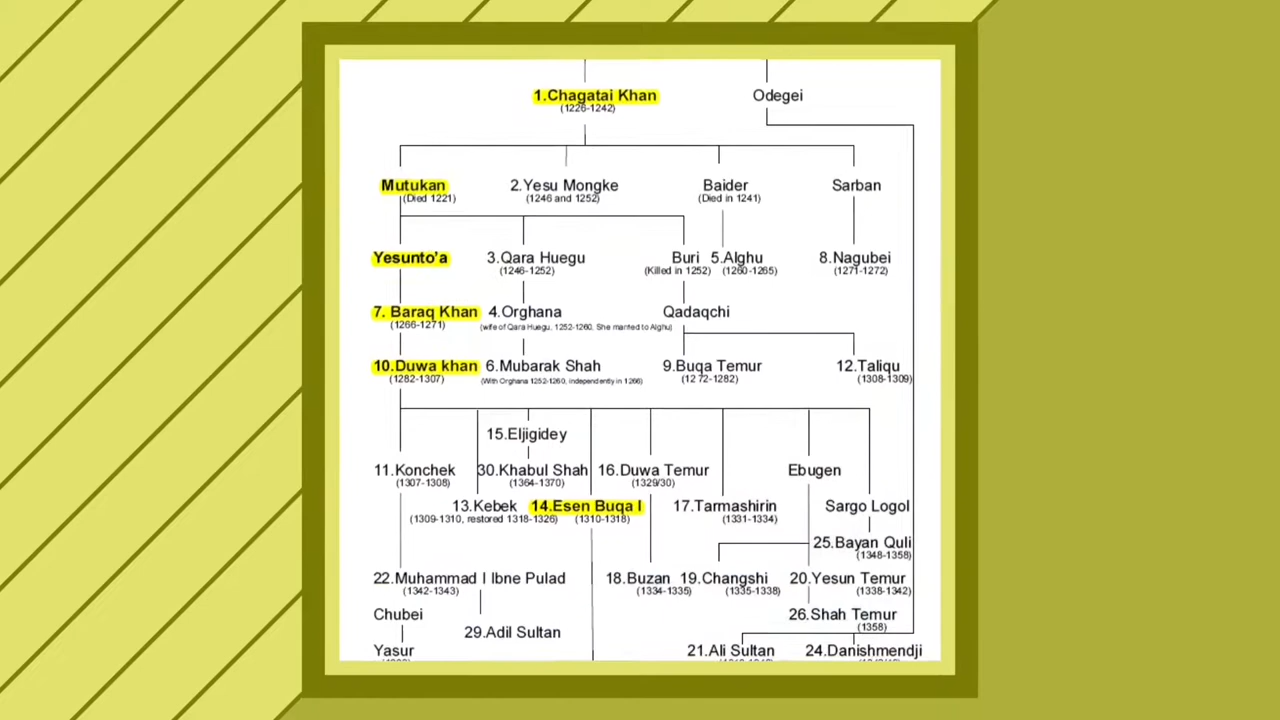 1.Chagatai Khan Odegei
(1226-1242)
Mutukan 2.Yesu Mongke Baider Sarban
(Died 1221) (1246 and 1252) (Died in 1241)
Yesunto'a 3.Qara Huegu Buri 5.Alghu 8.Nagubei
(1246-1252) (Killed in 1252) (1260-1265) (1271-1272)
7. Baraq Khan 4.Orghana Qadaqchi
(1266-1271) (wife of Qara Huegu, 1252-1260, She married to Alghu)
10.Duwa khan 6.Mubarak Shah 9.Buqa Temur 12.Taliqu
(1282-1307) (With Orghana 1252-1260, independently in 1266) (12 72-1282) (1308-1309)
15.Eljigidey
11.Konchek 30.Khabul Shah 16.Duwa Temur Ebugen
(1307-1308) (1364-1370) (1329/30)
13.Kebek 14.Esen Buqa I 17.Tarmashirin Sargo Logol
(1309-1310, restored 1318-1326) (1310-1318) (1331-1334)
25.Bayan Quli
(1348-1358)
22.Muhammad I Ibne Pulad 18.Buzan 19.Changshi 20.Yesun Temur
(1342-1343) (1334-1335) (1335-1338) (1338-1342)
Chubei 26.Shah Temur
(1358)
29.Adil Sultan
Yasur 21.Ali Sultan 24.Danishmendji